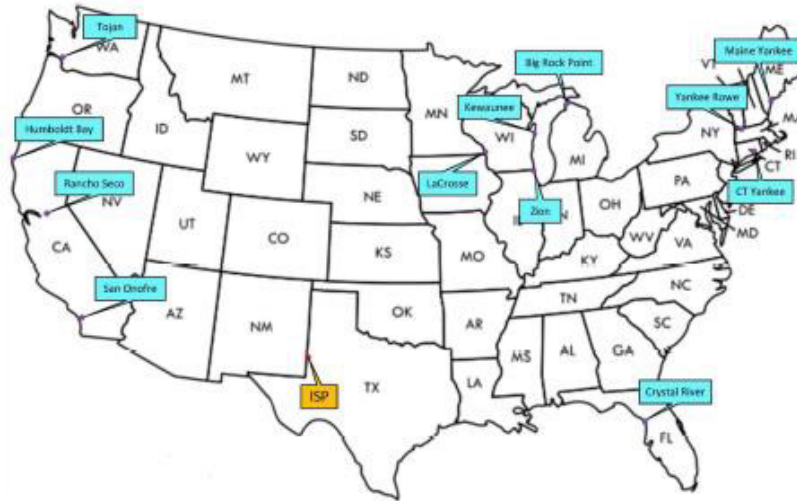 Tojan
WA
MT
ND
MN
Big Rock Point
Maine Yankee
VT
ME
OR
ID
SD
Kewaunee
WI
Yankee Rowe
MA
Humboldt Bay
WY
MI
NY
RI
CT
Rancho Seco
NV
NE
LaCrosse
Zion
PA
CT Yankee
UT
CO
IL
IN
OH
DE
MD
CA
KS
MO
WV
VA
KY
San Onofre
AZ
NM
OK
AR
TN
NC
SC
MS
AL
GA
LA
ISP
TX
Crystal River
FL